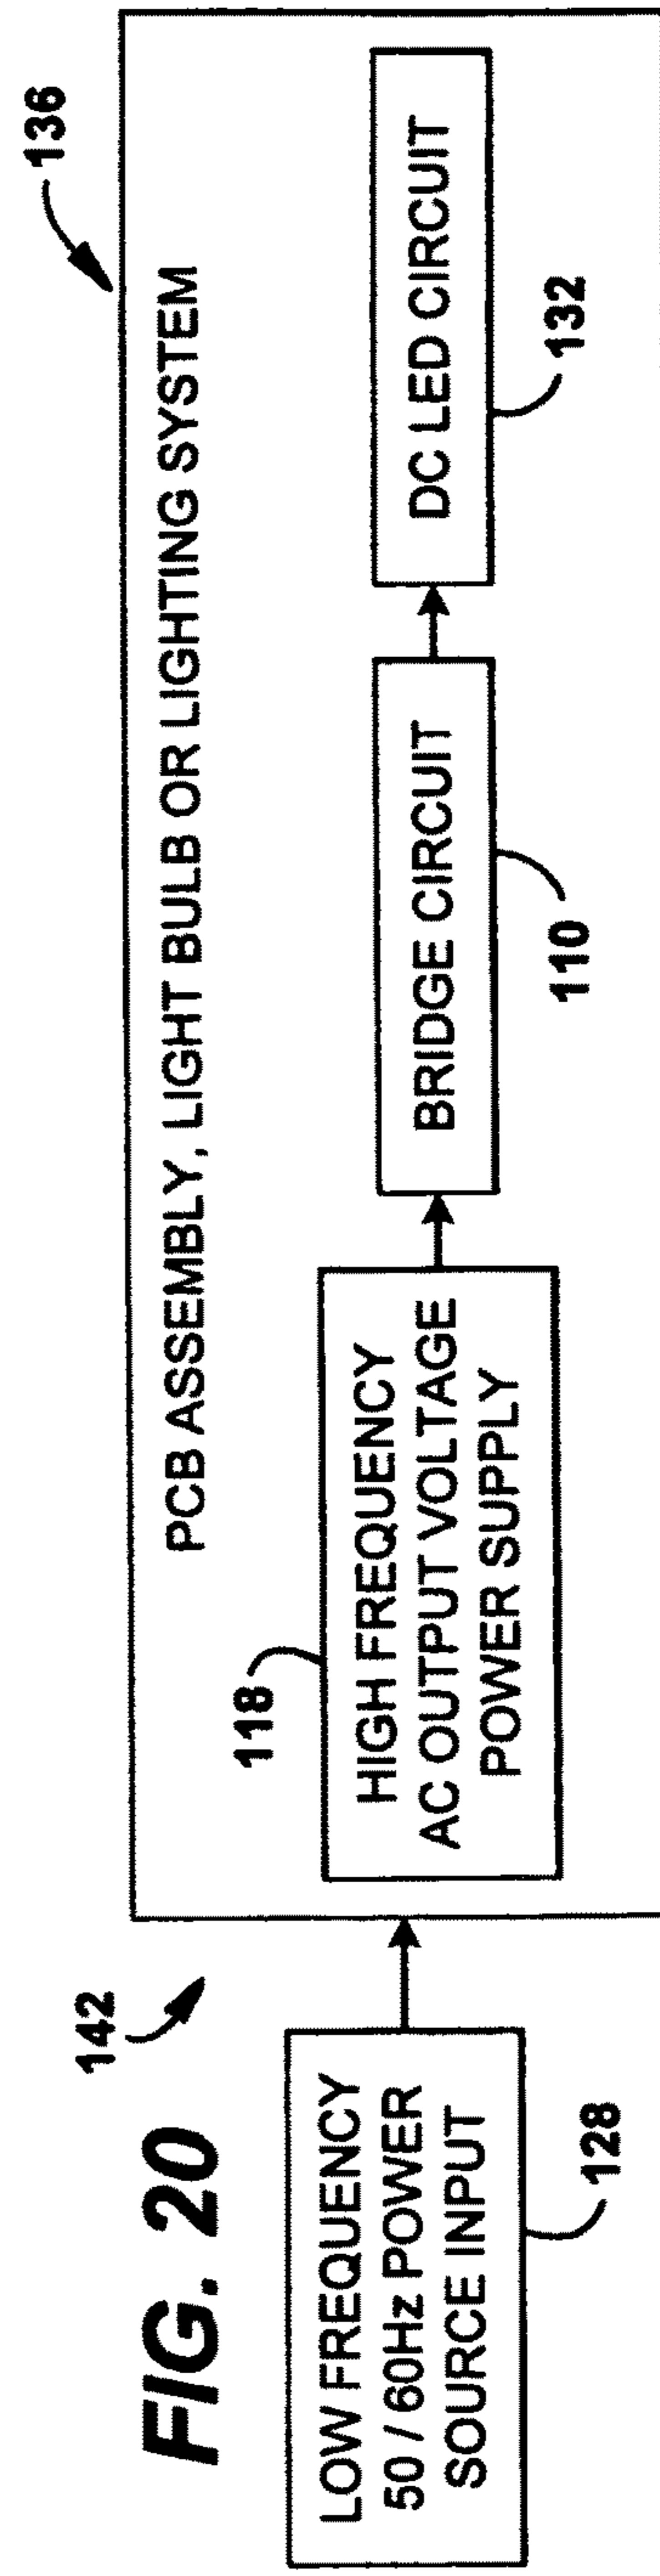 FIG. 20
142
136
PCB ASSEMBLY, LIGHT BULB OR LIGHTING SYSTEM
LOW FREQUENCY
50 / 60Hz POWER
SOURCE INPUT
128
118
HIGH FREQUENCY
AC OUTPUT VOLTAGE
POWER SUPPLY
BRIDGE CIRCUIT
110
DC LED CIRCUIT
132